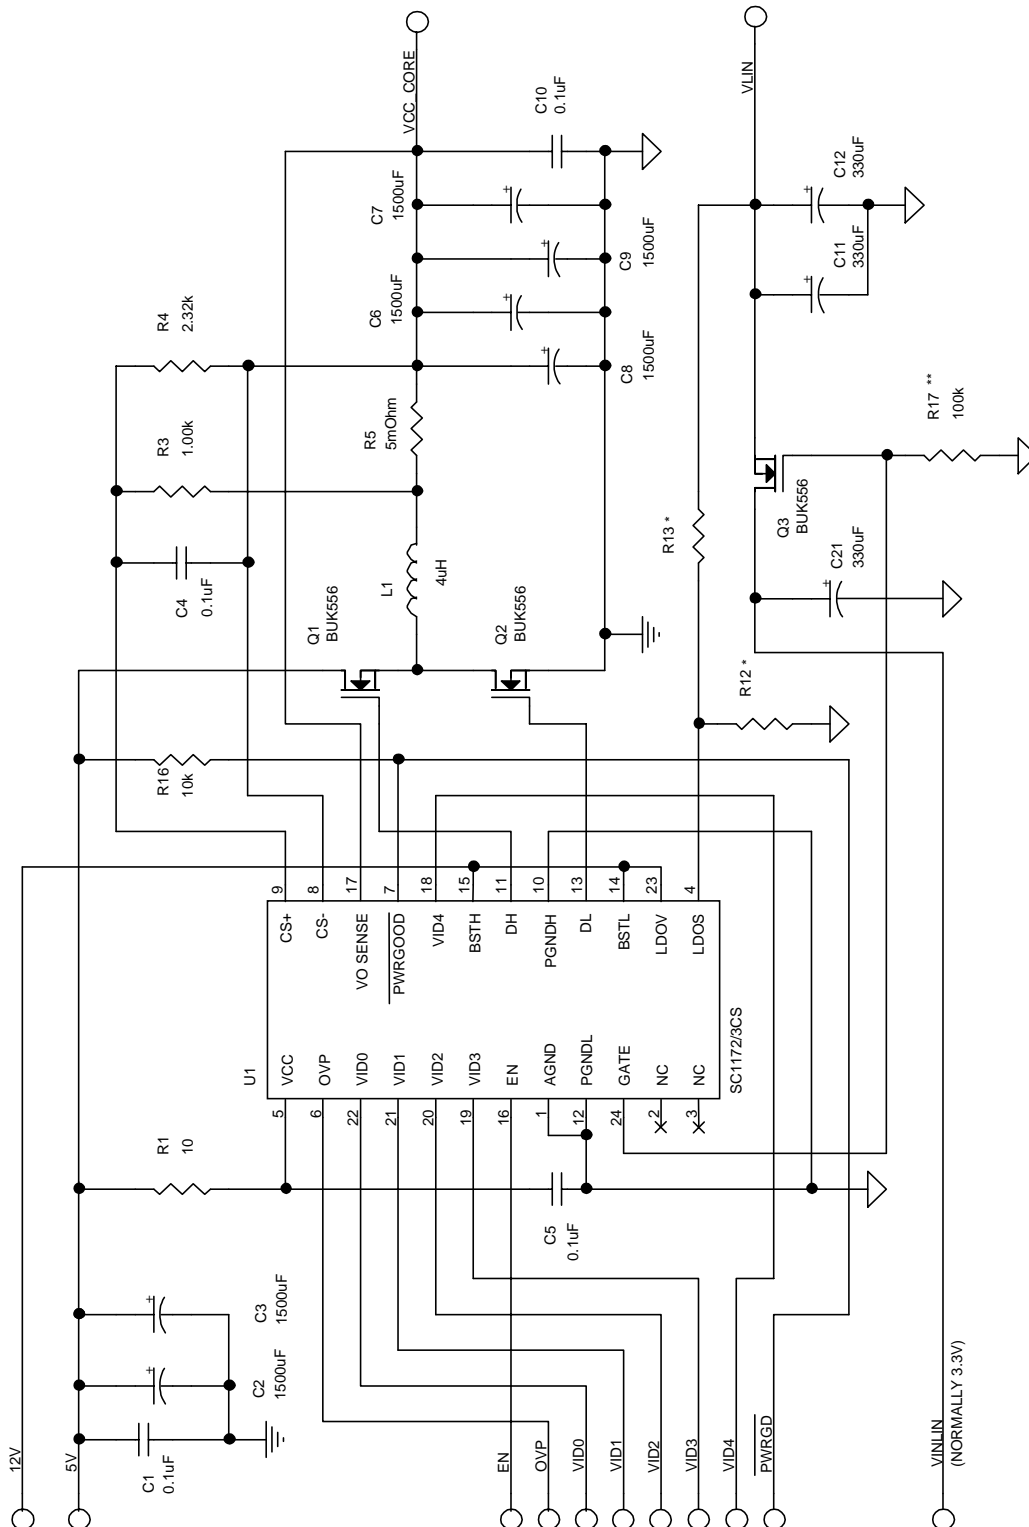 12V
5V
C1
0.1uF
C2
1500uF
C3
1500uF
R1
10
EN
OVP
VID0
VID1
VID2
VID3
VID4
PWRGD
VINLIN
(NORMALLY 3.3V)
C5
0.1uF
U1
5
VCC
6
OVP
22
VID0
21
VID1
20
VID2
19
VID3
16
EN
1
AGND
12
PGNDL
24
GATE
2
NC
3
NC
SC1172/3CS
CS+
9
CS-
8
VO SENSE
17
PWRGOOD
7
VID4
18
BSTH
15
DH
11
PGNDH
10
DL
13
BSTL
14
LDOV
23
LDOS
4
R16
10k
C4
0.1uF
R3
1.00k
R4
2.32k
Q1
BUK556
Q2
BUK556
L1
4uH
R5
5mOhm
C6
1500uF
C7
1500uF
C8
1500uF
C9
1500uF
C10
0.1uF
VCC_CORE
R12 *
R13 *
C21
330uF
Q3
BUK556
R17 **
100k
C11
330uF
C12
330uF
VLIN
+
+
+
+
+
+
+
+
+